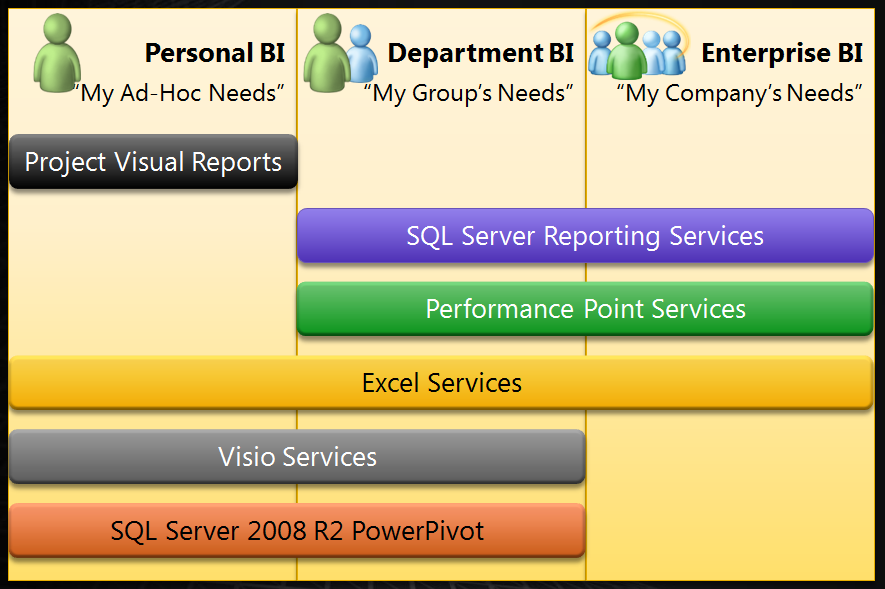 Personal BI
“My Ad-Hoc Needs”
Department BI
“My Group’s Needs”
Enterprise BI
“My Company’s Needs”
Project Visual Reports
SQL Server Reporting Services
Performance Point Services
Excel Services
Visio Services
SQL Server 2008 R2 PowerPivot